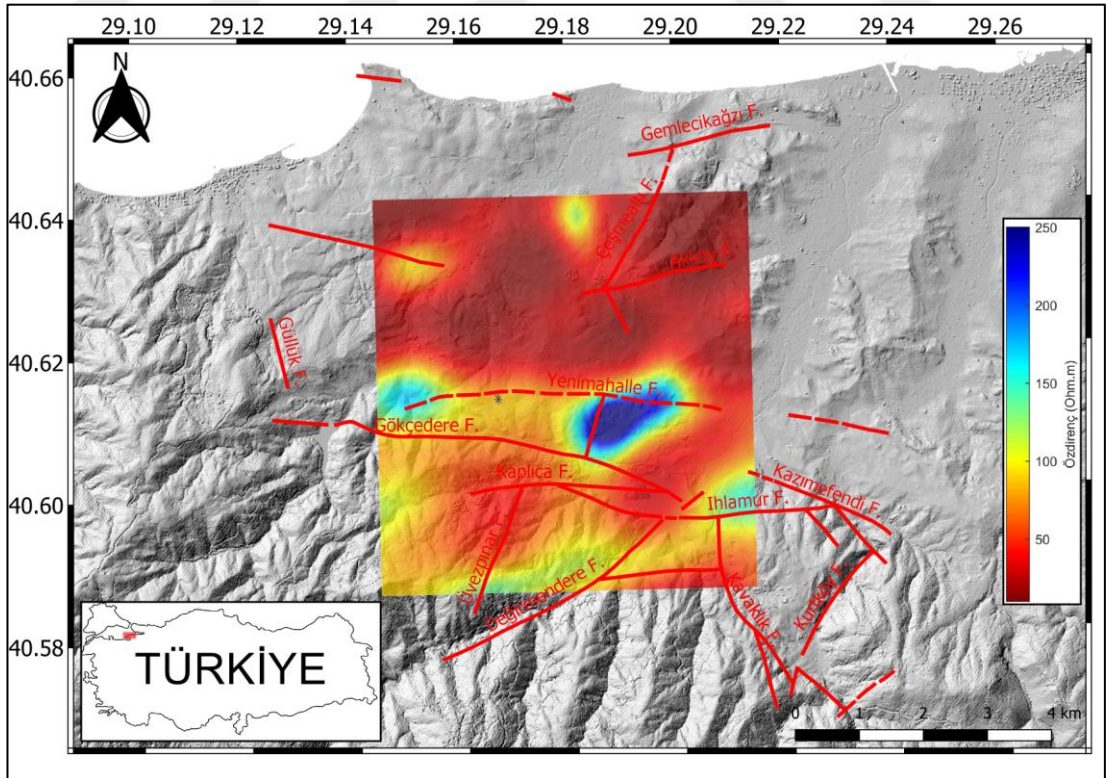 29.10 29.12 29.14 29.16 29.18 29.20 29.22 29.24 29.26
40.66
N
Gemlecikağzı F.
40.64
Çeşmealtı F.
Akköy F.
250
200
150
100
50
Özdirenç (Ohm.m)
40.62
Güllük F.
Yenimahalle F.
Gökçedere F.
Kaplıca F.
Kazımefendi F.
40.60
Ihlamur F.
Üvezpınar F.
Değirmendere F.
Kavaklık F.
40.58
TÜRKİYE
0 1 2 3 4 km